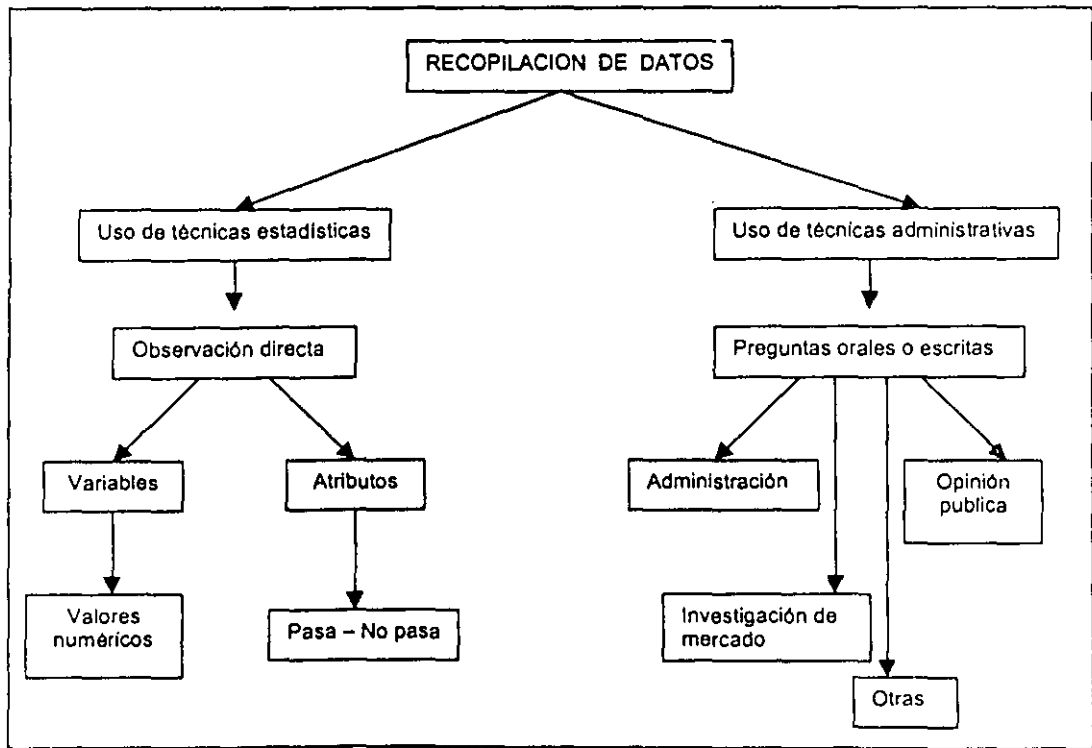 RECOPILACION DE DATOS
Uso de técnicas estadísticas
Uso de técnicas administrativas
Observación directa
Preguntas orales o escritas
Variables
Atributos
Administración
Opinión
publica
Valores
numéricos
Pasa – No pasa
Investigación de
mercado
Otras